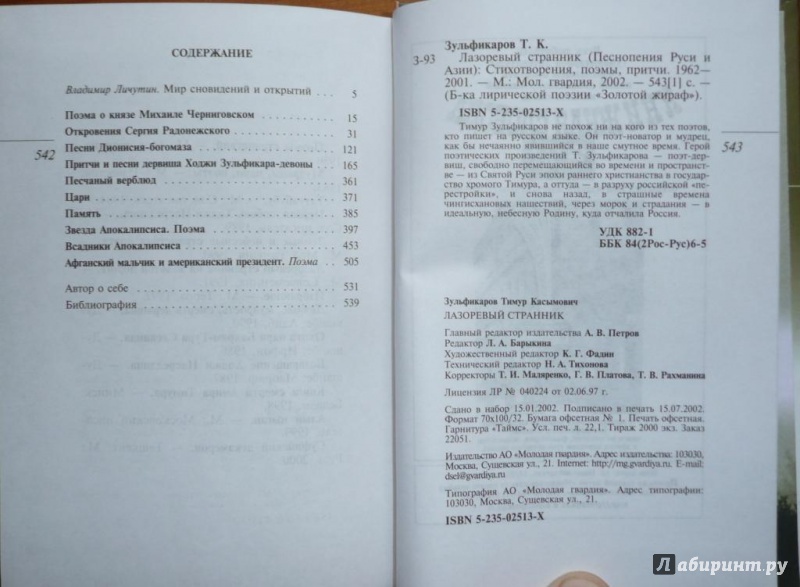 СОДЕРЖАНИЕ
Владимир Личутин. Мир сновидений и открытий . . . 5
Поэма о князе Михаиле Черниговском . . . 15
Откровения Сергия Радонежского . . . 31
542
Песни Дионисия-богомаза . . . 121
Притчи и песни дервиша Ходжи Зульфикара-девоны . . . 165
Песчаный верблюд . . . 361
Цари . . . 371
Память . . . 385
Звезда Апокалипсиса. Поэма . . . 397
Всадники Апокалипсиса . . . 453
Афганский мальчик и американский президент. Поэма . . . 505
Автор о себе . . . 531
Библиография . . . 539
Зульфикаров Т. К.
З-93 Лазоревый странник (Песнопения Руси и
Азии): Стихотворения, поэмы, притчи. 1962—
2001. — М.: Мол. гвардия, 2002. — 543[1] с. —
(Б-ка лирической поэзии «Золотой жираф»).
ISBN 5-235-02513-X
Тимур Зульфикаров не похож ни на кого из тех поэтов,
кто пишет на русском языке. Он поэт-новатор и мудрец,
как бы нечаянно явившийся в наше смутное время. Герой
поэтических произведений Т. Зульфикарова — поэт-дер-
виш, свободно перемещающийся во времени и пространст-
ве — из Святой Руси эпохи раннего христианства в государ-
ство хромого Тимура, а оттуда — в разруху российской «пе-
рестройки», и снова назад, в страшные времена
чингисхановых нашествий, через морок и страдания — в
идеальную, небесную Родину, куда отчалила Россия.
543
УДК 882-1
ББК 84(2Рос-Рус)6-5
Зульфикаров Тимур Касымович
ЛАЗОРЕВЫЙ СТРАННИК
Главный редактор издательства А. В. Петров
Редактор Л. А. Барыкина
Художественный редактор К. Г. Фадин
Технический редактор Н. А. Тихонова
Корректоры Т. И. Маляренко, Г. В. Платова, Т. В. Рахманина
Лицензия ЛР № 040224 от 02.06.97 г.
Сдано в набор 15.01.2002. Подписано в печать 15.07.2002.
Формат 70х100/32. Бумага офсетная № 1. Печать офсетная.
Гарнитура «Таймс». Усл. печ. л. 22,1. Тираж 2000 экз. Заказ
22051.
Издательство АО «Молодая гвардия». Адрес издательства: 103030,
Москва, Сущевская ул., 21. Internet: http://mg.gvardiya.ru. E-mail:
dsel@gvardiya.ru
Типография АО «Молодая гвардия». Адрес типографии:
103030, Москва, Сущевская ул., 21.
ISBN 5-235-02513-X
Лабиринт.ру